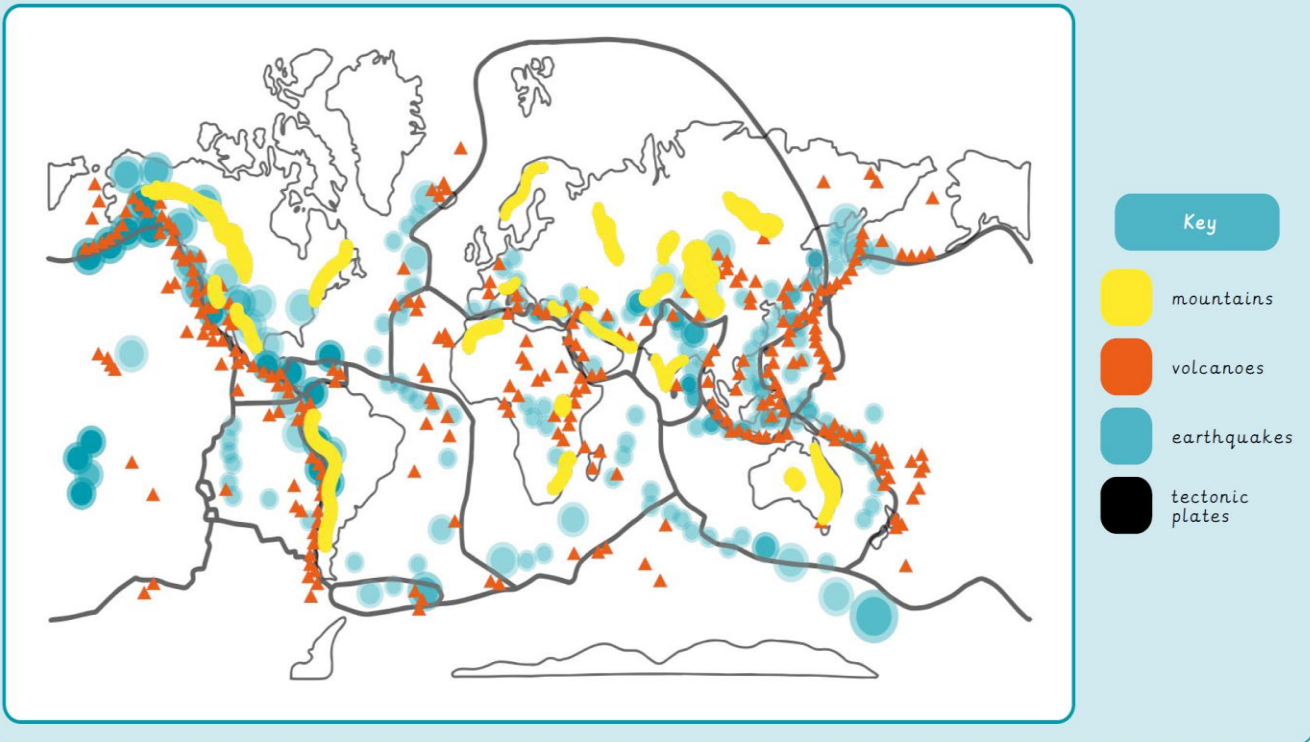 Key
mountains
volcanoes
earthquakes
tectonic
plates